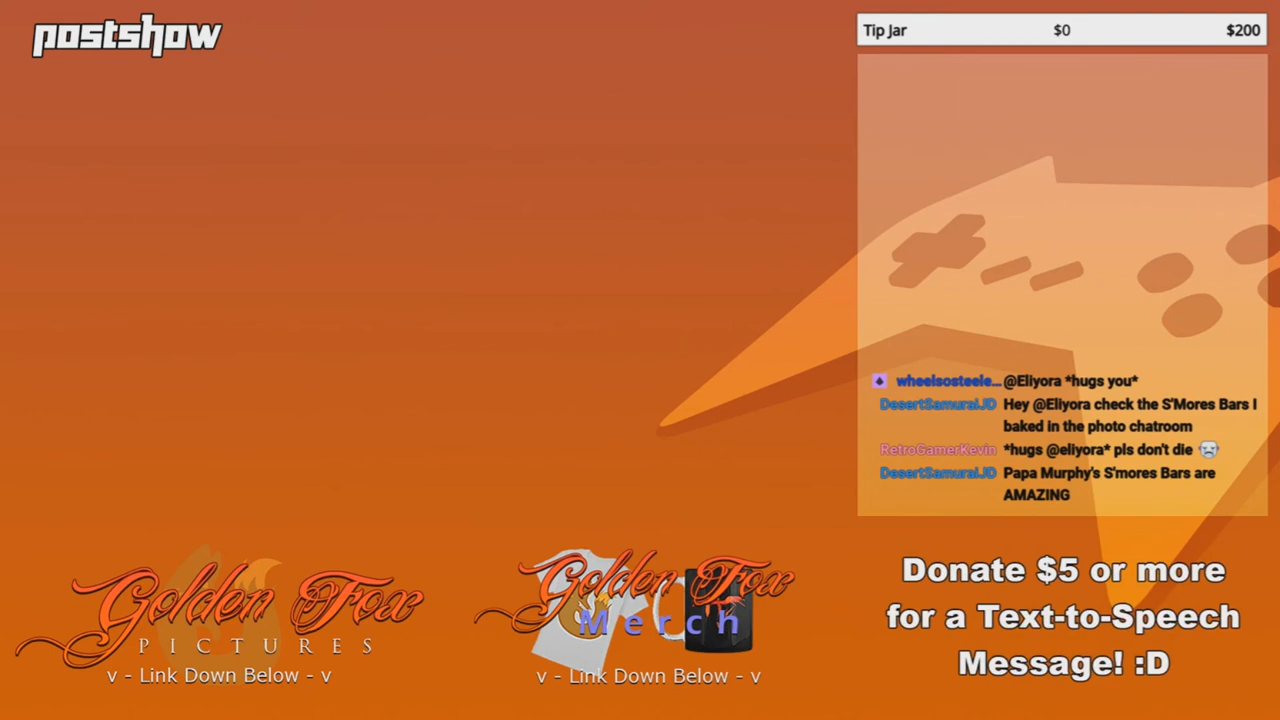 postshow
Tip Jar $0 $200
wheelsosteele... @Eliyora *hugs you*
DesertSamuraiJD Hey @Eliyora check the S'Mores Bars I
baked in the photo chatroom
RetroGamerKevin *hugs @eliyora* pls don't die
DesertSamuraiJD Papa Murphy's S'mores Bars are
AMAZING
Golden Fox
PICTURES
v - Link Down Below - v
Golden Fox
Merch
v - Link Down Below - v
Donate $5 or more
for a Text-to-Speech
Message! :D